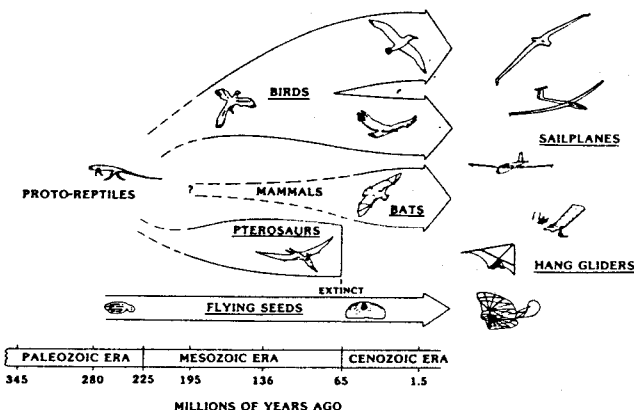 BIRDS
SAILPLANES
PROTO-REPTILES
?
MAMMALS
BATS
PTEROSAURS
HANG GLIDERS
EXTINCT
FLYING SEEDS
PALEOZOIC ERA MESOZOIC ERA CENOZOIC ERA
345 280 225 195 136 65 1.5
MILLIONS OF YEARS AGO